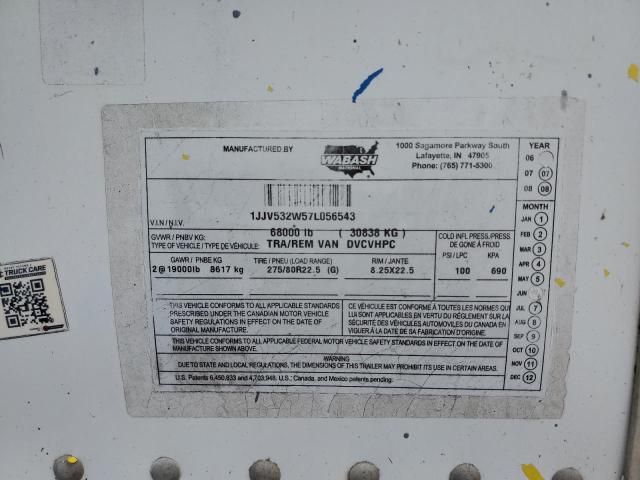 MANUFACTURED BY
WABASH
NATIONAL
1000 Sagamore Parkway South
Lafayette, IN 47905
Phone: (765) 771-5300
1JJV532W57L056543
V.I.N/N.I.V.
GVWR / PNBV KG: 68000 lb ( 30838 KG )
TYPE OF VEHICLE / TYPE DE VÉHICULE: TRA/REM VAN DVCVHPC
COLD INFL PRESS./PRESS.
DE GONF À FROID
GAWR / PNBE KG TIRE / PNEU (LOAD RANGE) RIM / JANTE PSI / LPC KPA
2@19000lb 8617 kg 275/80R22.5 (G) 8.25X22.5 100 690
THIS VEHICLE CONFORMS TO ALL APPLICABLE STANDARDS
PRESCRIBED UNDER THE CANADIAN MOTOR VEHICLE
SAFETY REGULATIONS IN EFFECT ON THE DATE OF
ORIGINAL MANUFACTURE.
CE VÉHICULE EST CONFORME À TOUTES LES NORMES QUI
LUI SONT APPLICABLES EN VERTU DU RÈGLEMENT SUR LA
SÉCURITÉ DES VÉHICULES AUTOMOBILES DU CANADA EN
VIGUER À LA DATE DE SA FABRICATION D'ORIGINE.
THIS VEHICLE CONFORMS TO ALL APPLICABLE FEDERAL MOTOR VEHICLE SAFETY STANDARDS IN EFFECT ON THE DATE OF
MANUFACTURE SHOWN ABOVE.
WARNING
DUE TO STATE AND LOCAL REGULATIONS, THE DIMENSIONS OF THIS TRAILER MAY PROHIBIT ITS USE IN CERTAIN AREAS.
U.S. Patents 6,450,833 and 4,703,948. U.S., Canada, and Mexico patents pending.
YEAR
06
07 07
08 08
MONTH
JAN 1
FEB 2
MAR 3
APR 4
MAY 5
JUN
JUL 7
AUG 8
SEP 9
OCT 10
NOV 11
DEC 12
TRUCK CARE